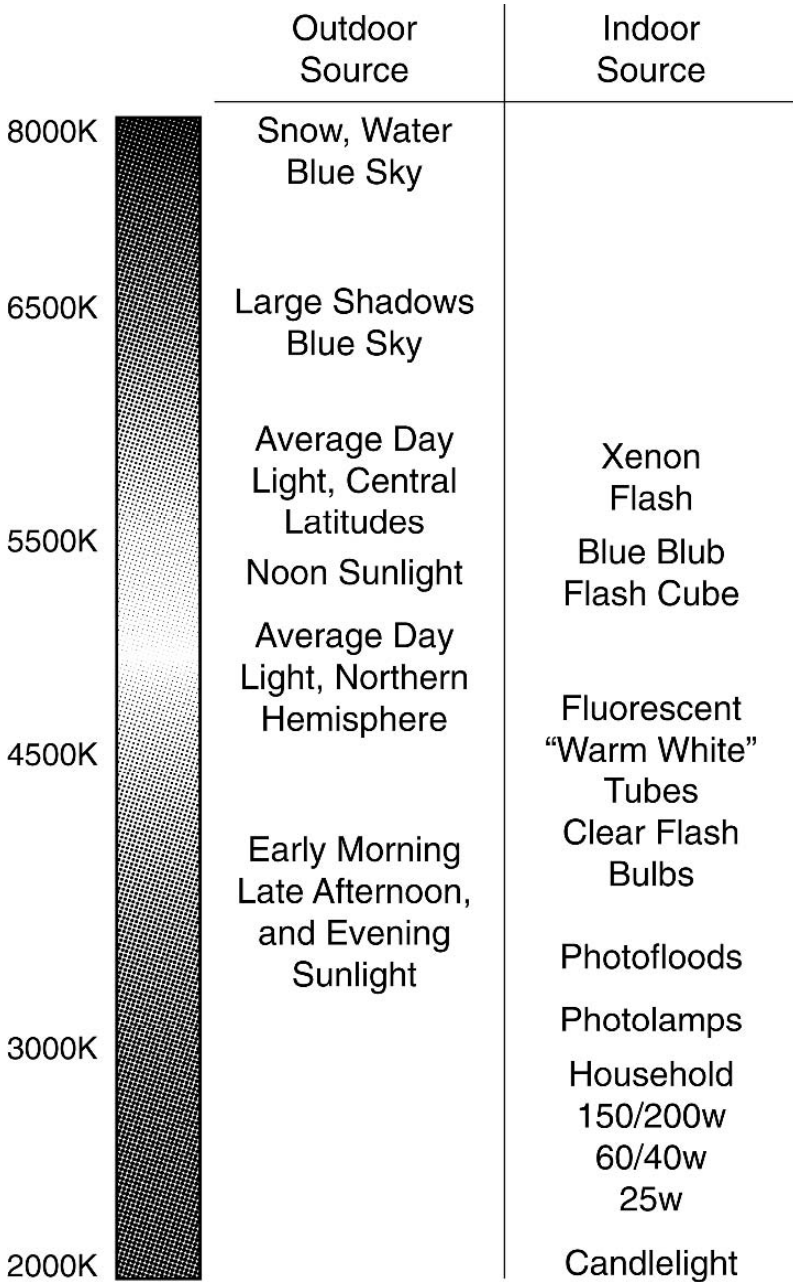 Outdoor Source
Indoor Source
8000K
Snow, Water
Blue Sky
6500K
Large Shadows
Blue Sky
Average Day
Light, Central
Latitudes
Xenon
Flash
5500K
Noon Sunlight
Blue Blub
Flash Cube
Average Day
Light, Northern
Hemisphere
4500K
Fluorescent
“Warm White”
Tubes
Clear Flash
Bulbs
Early Morning
Late Afternoon,
and Evening
Sunlight
Photofloods
Photolamps
3000K
Household
150/200w
60/40w
25w
2000K
Candlelight